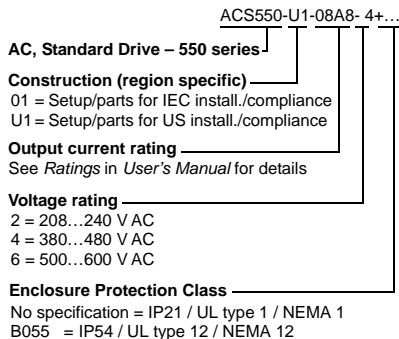 ACS550-U1-08A8- 4+…
AC, Standard Drive – 550 series
Construction (region specific)
01 = Setup/parts for IEC install./compliance
U1 = Setup/parts for US install./compliance
Output current rating
See Ratings in User's Manual for details
Voltage rating
2 = 208…240 V AC
4 = 380…480 V AC
6 = 500…600 V AC
Enclosure Protection Class
No specification = IP21 / UL type 1 / NEMA 1
B055 = IP54 / UL type 12 / NEMA 12